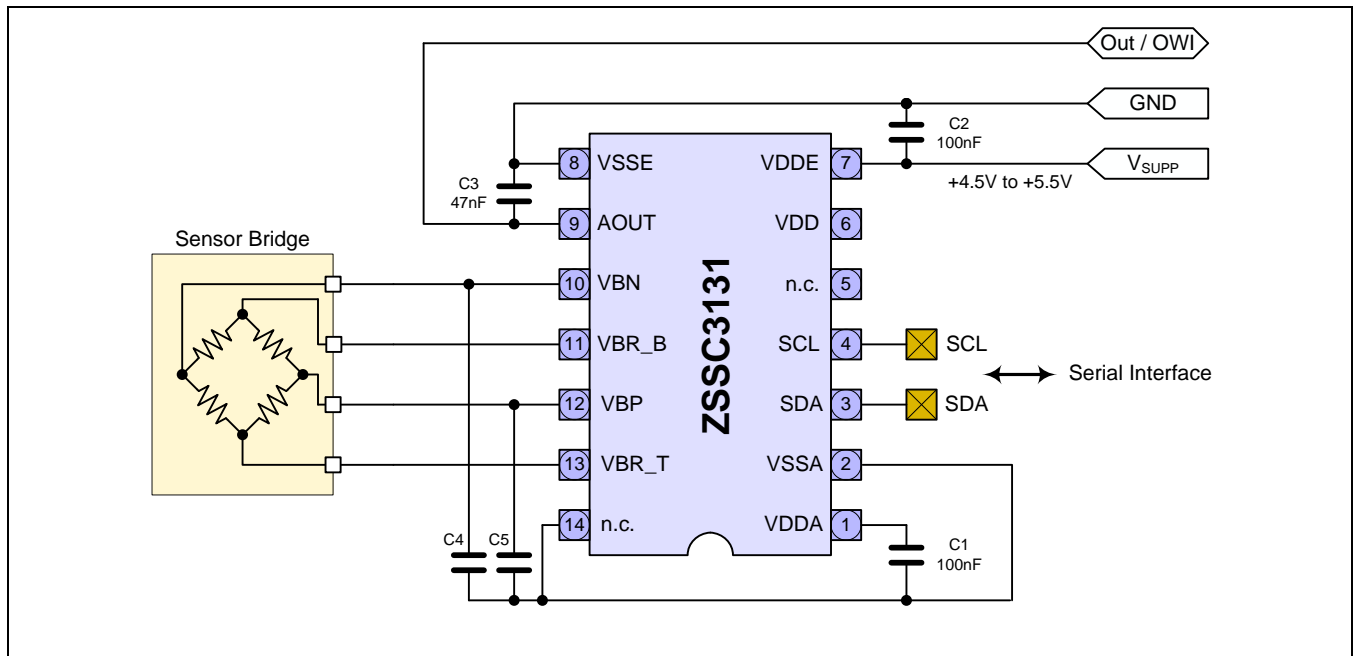 Out / OWI
GND
C2
100nF
8 VSSE
VDDE 7
V_SUPP
+4.5V to +5.5V
C3
47nF
9 AOUT
VDD 6
Sensor Bridge
10 VBN
n.c. 5
ZSSC3131
11 VBR_B
SCL 4
SCL
Serial Interface
12 VBP
SDA 3
SDA
13 VBR_T
VSSA 2
14 n.c.
VDDA 1
C4
C5
C1
100nF